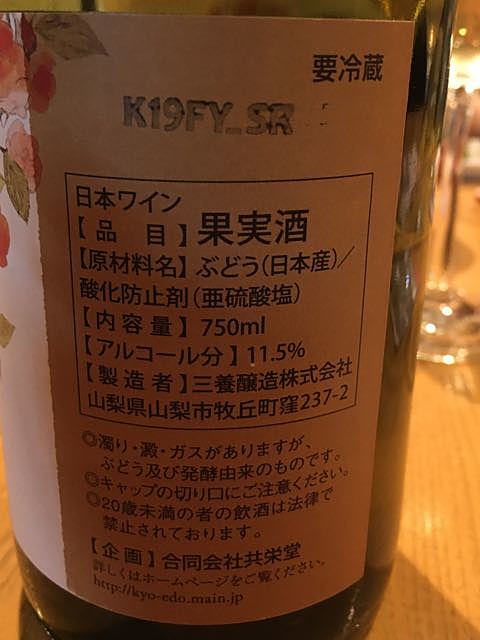 要冷蔵
K19FY_SR
日本ワイン
【品　目】果実酒
【原材料名】ぶどう(日本産)／
酸化防止剤(亜硫酸塩)
【内容量】750ml
【アルコール分】11.5%
【製造者】三養醸造株式会社
山梨県山梨市牧丘町窪237-2
◎濁り・澱・ガスがありますが、
ぶどう及び発酵由来のものです。
◎キャップの切り口にご注意ください。
◎20歳未満の者の飲酒は法律で
禁止されております。
【企画】合同会社共栄堂
詳しくはホームページをご覧ください。
http://kyo-edo.main.jp